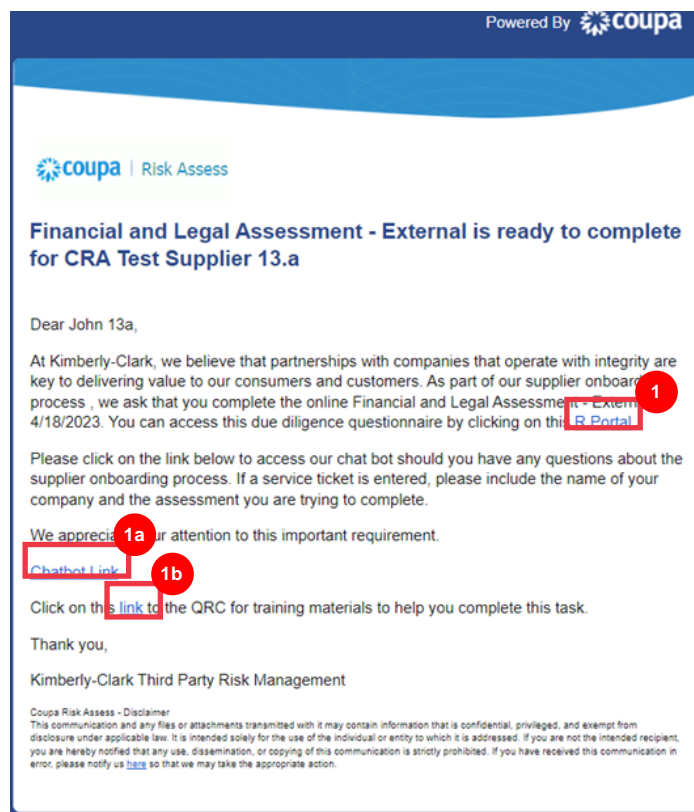 Powered By coupa
coupa | Risk Assess
Financial and Legal Assessment - External is ready to complete
for CRA Test Supplier 13.a
Dear John 13a,
At Kimberly-Clark, we believe that partnerships with companies that operate with integrity are
key to delivering value to our consumers and customers. As part of our supplier onboard
process , we ask that you complete the online Financial and Legal Assessment - Extern
1
4/18/2023. You can access this due diligence questionnaire by clicking on this R Portal
Please click on the link below to access our chat bot should you have any questions about the
supplier onboarding process. If a service ticket is entered, please include the name of your
company and the assessment you are trying to complete.
We apprecia 1a ur attention to this important requirement.
Chatbot Link
1b
Click on this link to the QRC for training materials to help you complete this task.
Thank you,
Kimberly-Clark Third Party Risk Management
Coupa Risk Assess - Disclaimer
This communication and any files or attachments transmitted with it may contain information that is confidential, privileged, and exempt from
disclosure under applicable law. It is intended solely for the use of the individual or entity to which it is addressed. If you are not the intended recipient,
you are hereby notified that any use, dissemination, or copying of this communication is strictly prohibited. If you have received this communication in
error, please notify us here so that we may take the appropriate action.